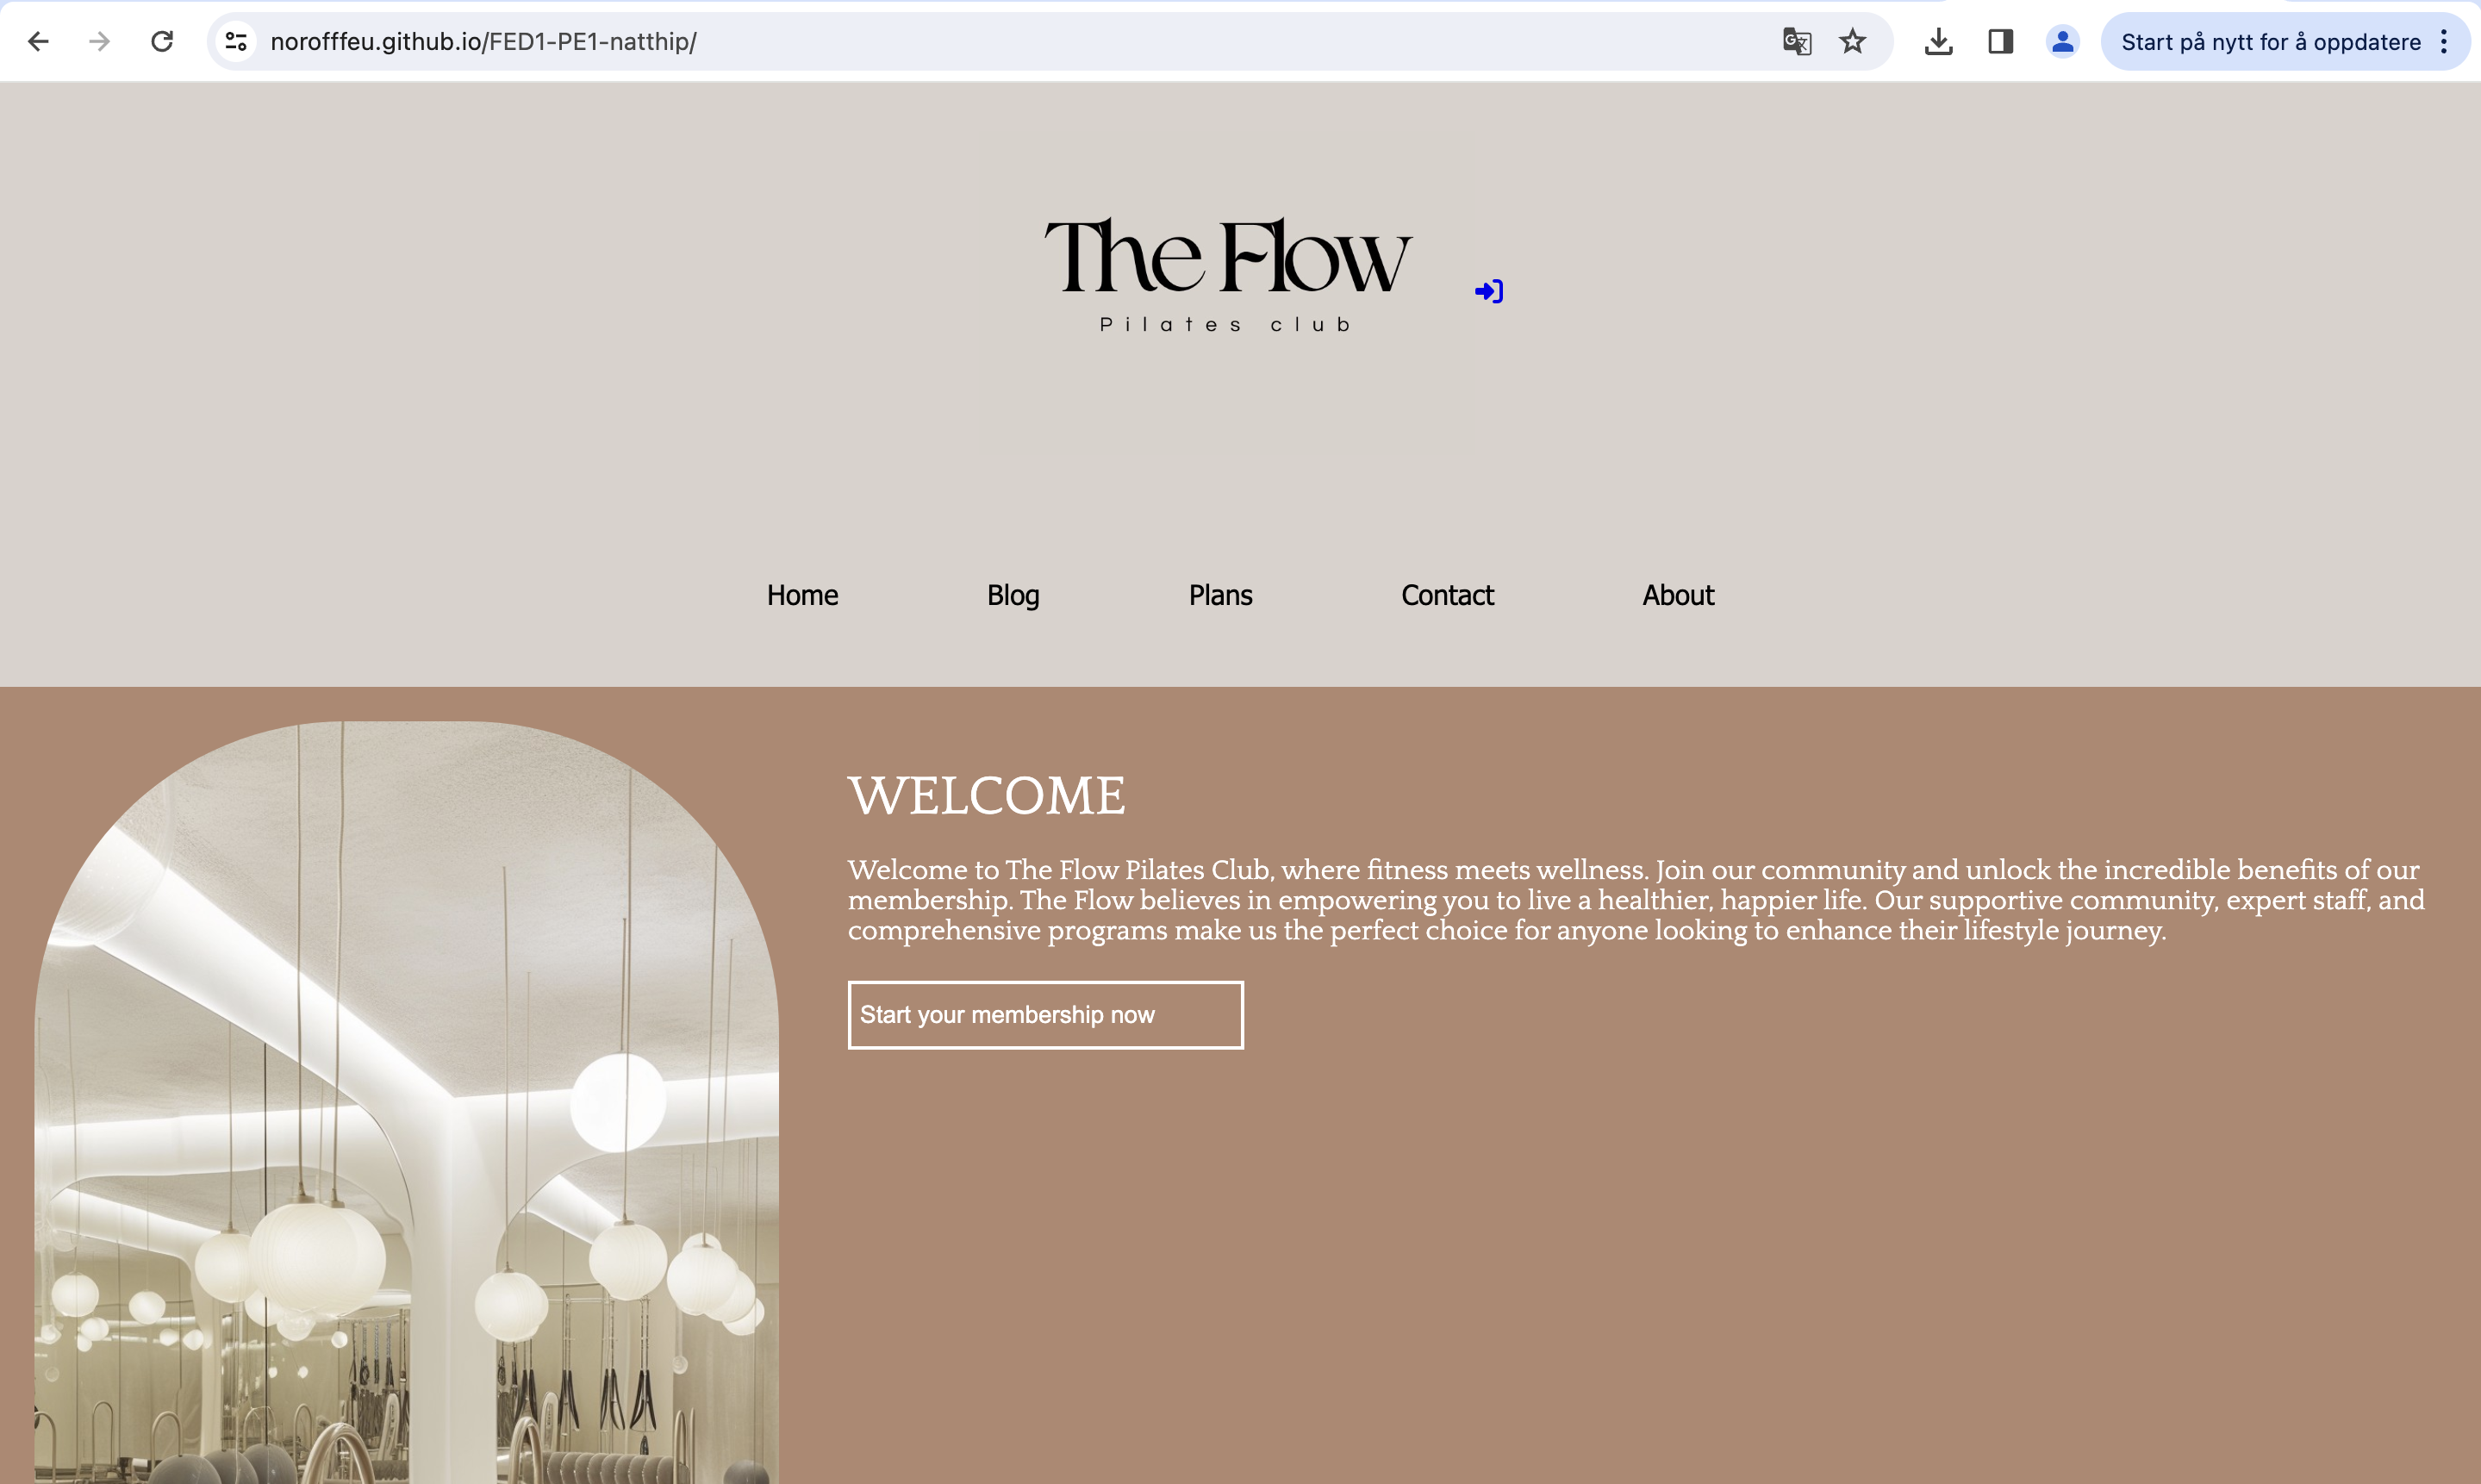 norofffeu.github.io/FED1-PE1-natthip/
Start på nytt for å oppdatere
The Flow
Pilates club
Home Blog Plans Contact About
WELCOME
Welcome to The Flow Pilates Club, where fitness meets wellness. Join our community and unlock the incredible benefits of our
membership. The Flow believes in empowering you to live a healthier, happier life. Our supportive community, expert staff, and
comprehensive programs make us the perfect choice for anyone looking to enhance their lifestyle journey.
Start your membership now